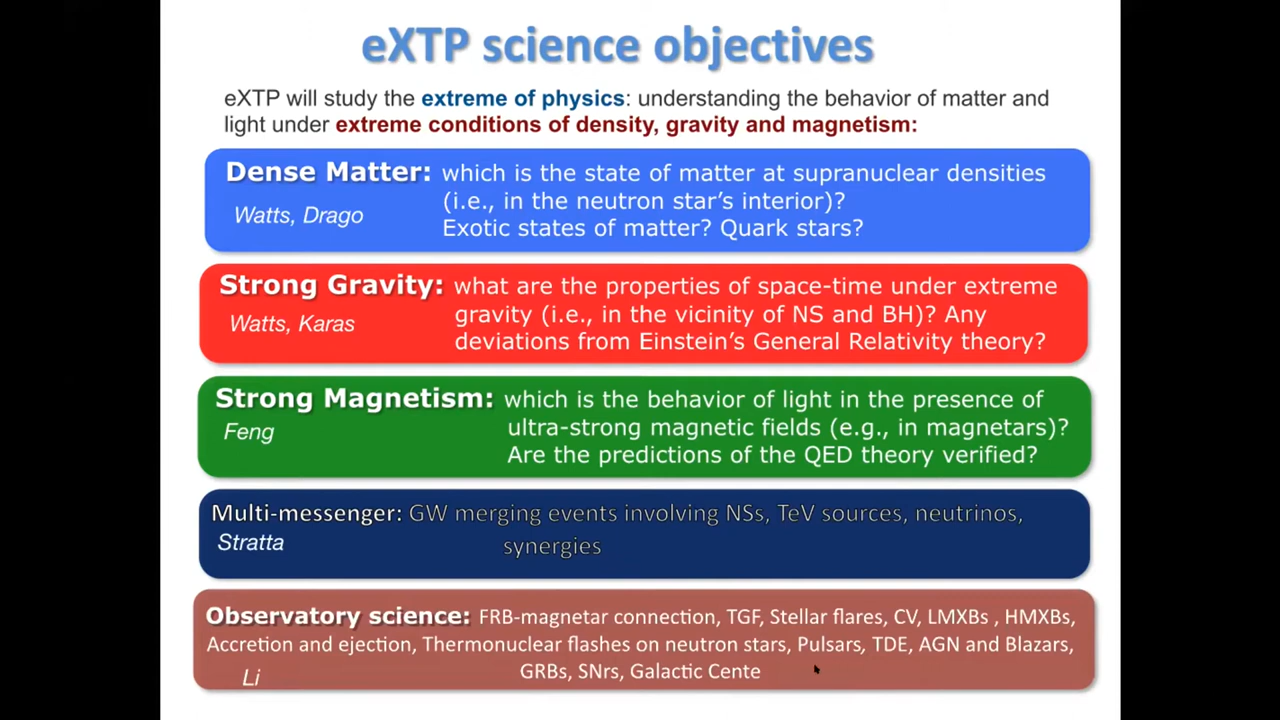 eXTP science objectives
eXTP will study the extreme of physics: understanding the behavior of matter and
light under extreme conditions of density, gravity and magnetism:
Dense Matter: which is the state of matter at supranuclear densities
Watts, Drago
(i.e., in the neutron star's interior)?
Exotic states of matter? Quark stars?
Strong Gravity: what are the properties of space-time under extreme
Watts, Karas
gravity (i.e., in the vicinity of NS and BH)? Any
deviations from Einstein's General Relativity theory?
Strong Magnetism: which is the behavior of light in the presence of
Feng
ultra-strong magnetic fields (e.g., in magnetars)?
Are the predictions of the QED theory verified?
Multi-messenger: GW merging events involving NSs, TeV sources, neutrinos,
Stratta
synergies
Observatory science: FRB-magnetar connection, TGF, Stellar flares, CV, LMXBs , HMXBs,
Accretion and ejection, Thermonuclear flashes on neutron stars, Pulsars, TDE, AGN and Blazars,
GRBs, SNrs, Galactic Cente
Li